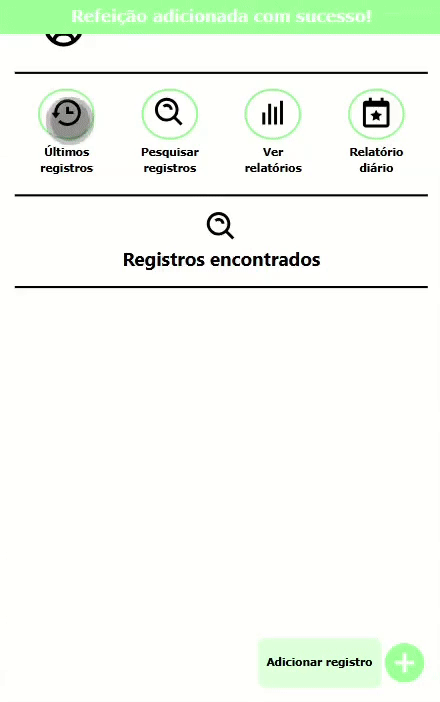 Refeição adicionada com sucesso!
Últimos registros
Pesquisar registros
Ver relatórios
Relatório diário
Registros encontrados
Adicionar registro